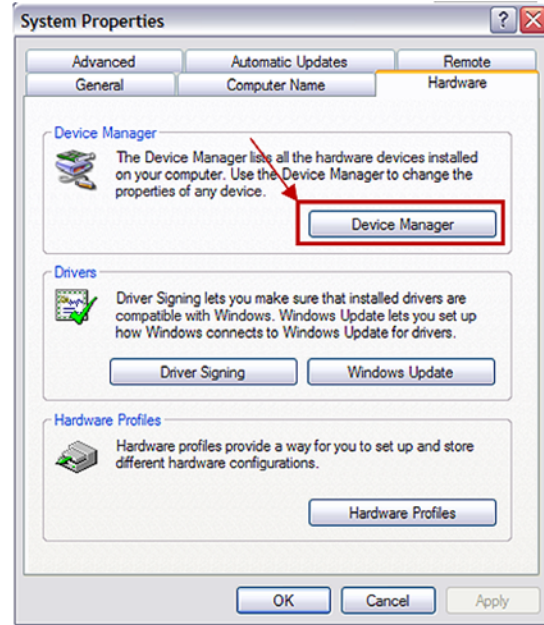 System Properties
Advanced
Automatic Updates
Remote
General
Computer Name
Hardware
Device Manager
The Device Manager lists all the hardware devices installed
on your computer. Use the Device Manager to change the
properties of any device.
Device Manager
Drivers
Driver Signing lets you make sure that installed drivers are
compatible with Windows. Windows Update lets you set up
how Windows connects to Windows Update for drivers.
Driver Signing
Windows Update
Hardware Profiles
Hardware profiles provide a way for you to set up and store
different hardware configurations.
Hardware Profiles
OK
Cancel
Apply